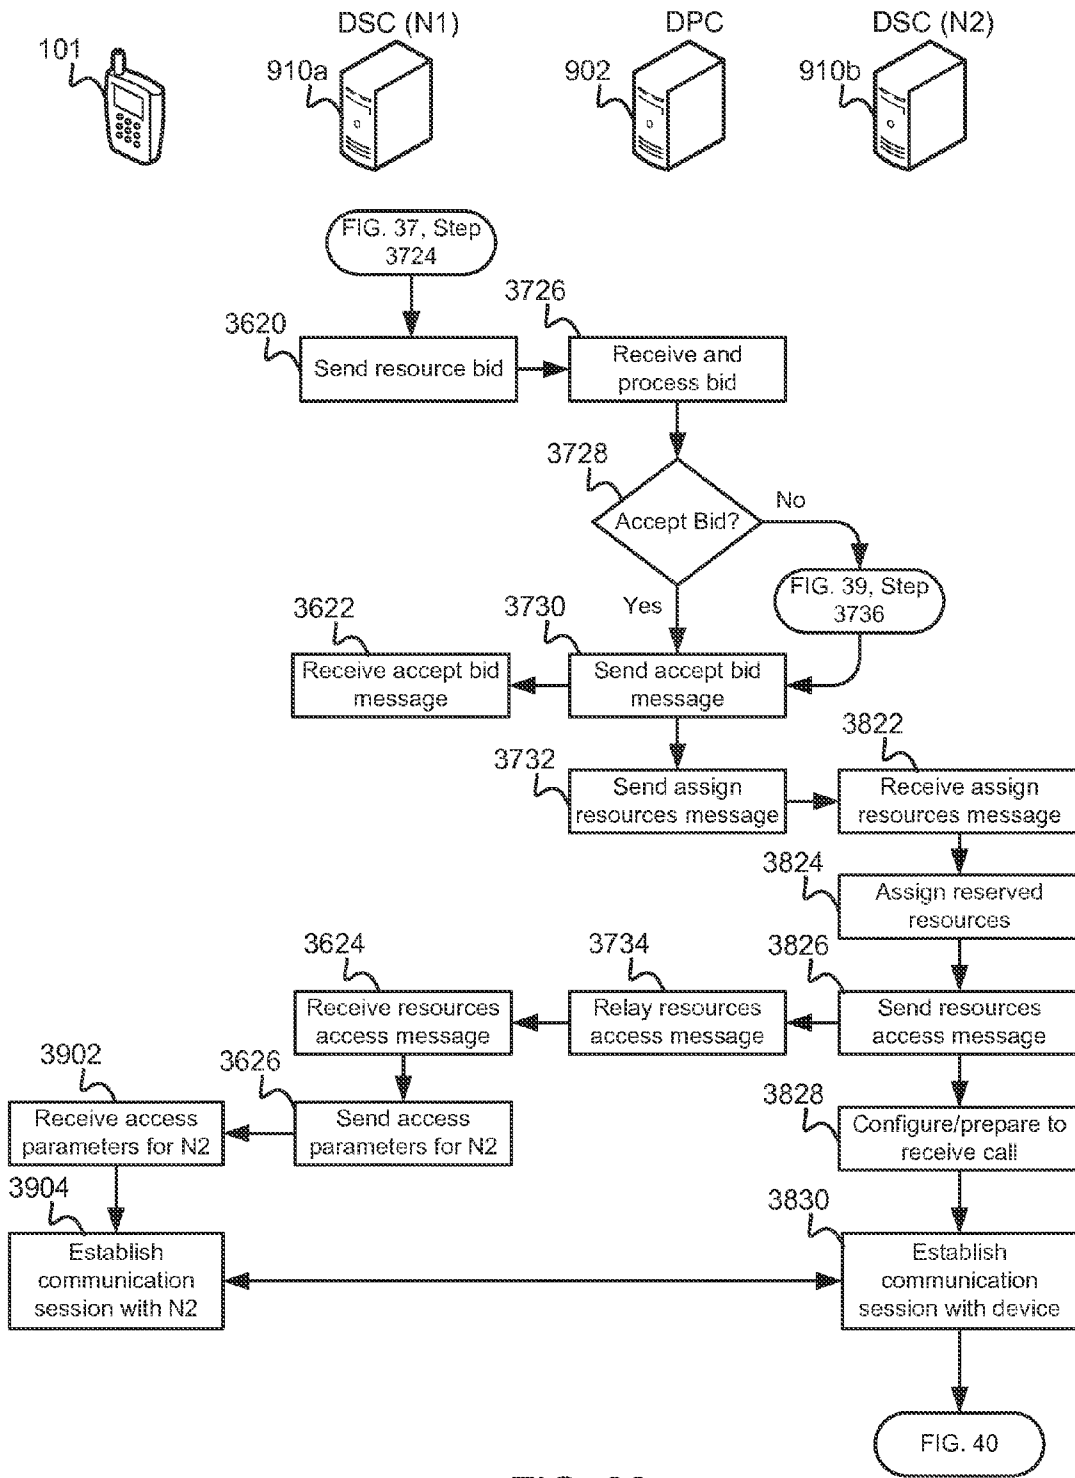 DSC (N1)
DPC
DSC (N2)
101
910a
902
910b
FIG. 37, Step
3724
3620
Send resource bid
3726
Receive and
process bid
3728
Accept Bid?
No
Yes
FIG. 39, Step
3736
3622
Receive accept bid
message
3730
Send accept bid
message
3732
Send assign
resources message
3822
Receive assign
resources message
3824
Assign reserved
resources
3624
Receive resources
access message
3734
Relay resources
access message
3826
Send resources
access message
3902
Receive access
parameters for N2
3626
Send access
parameters for N2
3828
Configure/prepare to
receive call
3904
Establish
communication
session with N2
3830
Establish
communication
session with device
FIG. 40